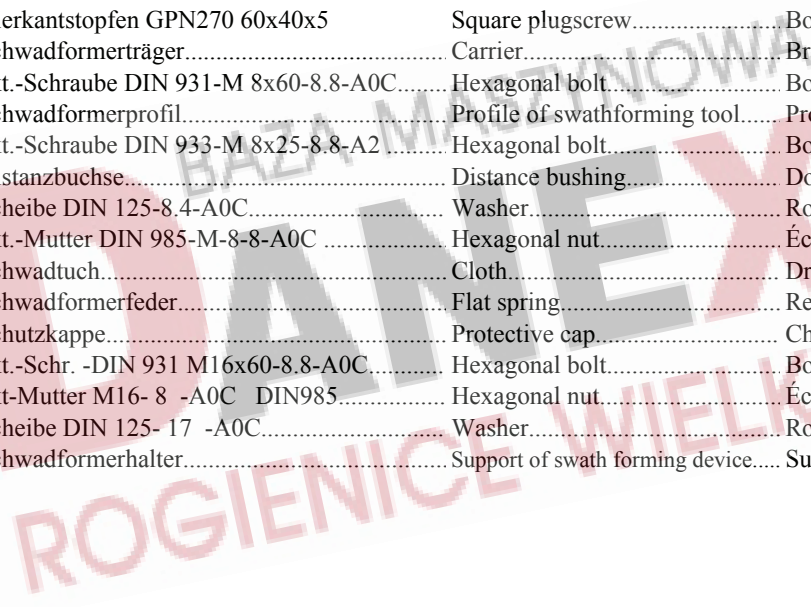 erkantstopfen GPN270 60x40x5 Square plugscrew................................ Bo
hwadformerträger............................................. Carrier.................................................. Br
t.-Schraube DIN 931-M 8x60-8.8-A0C........ Hexagonal bolt.................................... Bo
hwadformerprofil.............................................. Profile of swathforming tool....... Pro
t.-Schraube DIN 933-M 8x25-8.8-A2 .......... Hexagonal bolt.................................... Bo
stanzbuchse...................................................... Distance bushing................................. Do
heibe DIN 125-8,4-A0C.................................. Washer................................................. Ro
t.-Mutter DIN 985-M-8-8-A0C ..................... Hexagonal nut..................................... Éc
hwadtuch.......................................................... Cloth..................................................... Dr
hwadformerfeder.............................................. Flat spring............................................ Re
hutzkappe......................................................... Protective cap...................................... Ch
t.-Schr. -DIN 931 M16x60-8.8-A0C............. Hexagonal bolt.................................... Bo
t-Mutter M16- 8 -A0C DIN985.................. Hexagonal nut..................................... Éc
heibe DIN 125- 17 -A0C................................ Washer................................................. Ro
hwadformerhalter............................................. Support of swath forming device..... Su
BAZA MASZYNOWA
DANEX
ROGIENICE WIELK